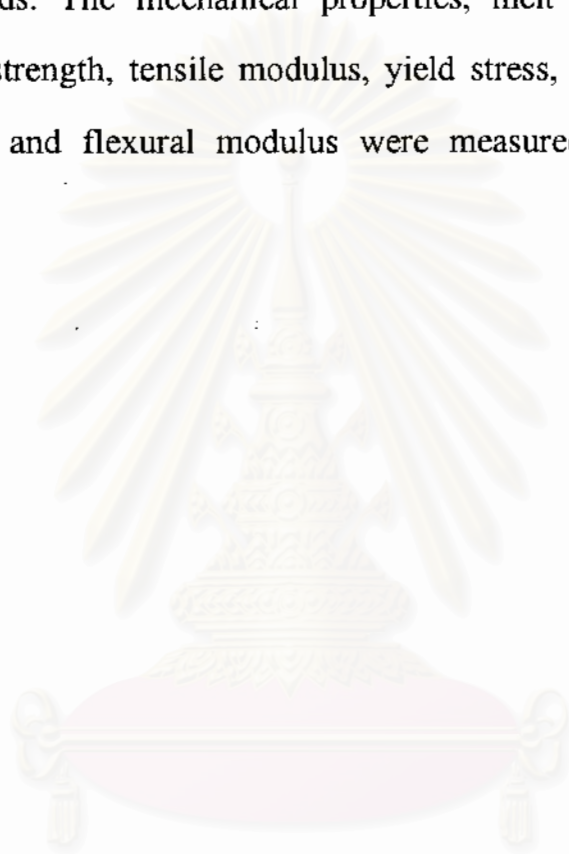 ds. The mechanical properties, melt
strength, tensile modulus, yield stress,
and flexural modulus were measure